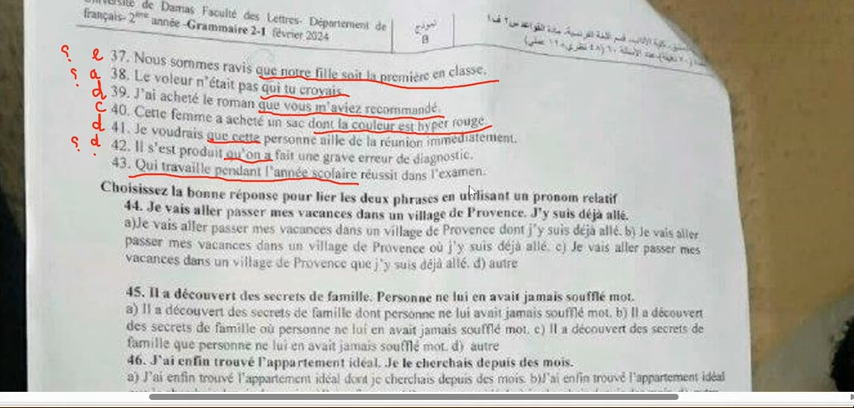 de Damas Faculté des Lettres- Département de
français- 2ème année -Grammaire 2-1 février 2024
نموذج
B
كلية الآداب، قسم اللغة الفرنسية، مادة القواعد
37. Nous sommes ravis que notre fille soit la première en classe.
38. Le voleur n'était pas qui tu croyais.
39. J'ai acheté le roman que vous m'aviez recommandé.
40. Cette femme a acheté un sac dont la couleur est hyper rouge.
41. Je voudrais que cette personne aille de la réunion immédiatement.
42. Il s'est produit qu'on a fait une grave erreur de diagnostic.
43. Qui travaille pendant l'année scolaire réussit dans l'examen.
Choisissez la bonne réponse pour lier les deux phrases en utilisant un pronom relatif
44. Je vais aller passer mes vacances dans un village de Provence. J'y suis déjà allé.
a)Je vais aller passer mes vacances dans un village de Provence dont j'y suis déjà allé. b) Je vais aller
passer mes vacances dans un village de Provence où j'y suis déjà allé. c) Je vais aller passer mes
vacances dans un village de Provence que j'y suis déjà allé. d) autre
45. Il a découvert des secrets de famille. Personne ne lui en avait jamais soufflé mot.
a) Il a découvert des secrets de famille dont personne ne lui en avait jamais soufflé mot. b) Il a découvert
des secrets de famille où personne ne lui en avait jamais soufflé mot. c) Il a découvert des secrets de
famille que personne ne lui en avait jamais soufflé mot. d) autre
46. J'ai enfin trouvé l'appartement idéal. Je le cherchais depuis des mois.
a) J'ai enfin trouvé l'appartement idéal dont je cherchais depuis des mois. b)J'ai enfin trouvé l'appartement idéal